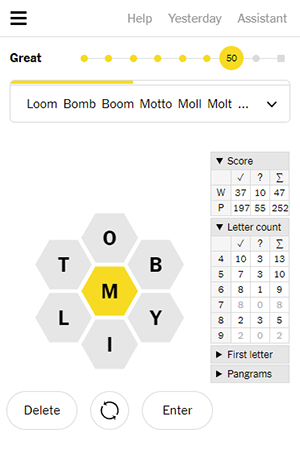 Help Yesterday Assistant
Great 50
Loom Bomb Boom Motto Moll Molt ...
▼ Score
✓ ? Σ
W 37 10 47
P 197 55 252
▼ Letter count
✓ ? Σ
4 10 3 13
5 7 3 10
6 8 1 9
7 8 0 8
8 2 3 5
9 2 0 2
▶ First letter
▶ Pangrams
O
T B
M
L Y
I
Delete Enter